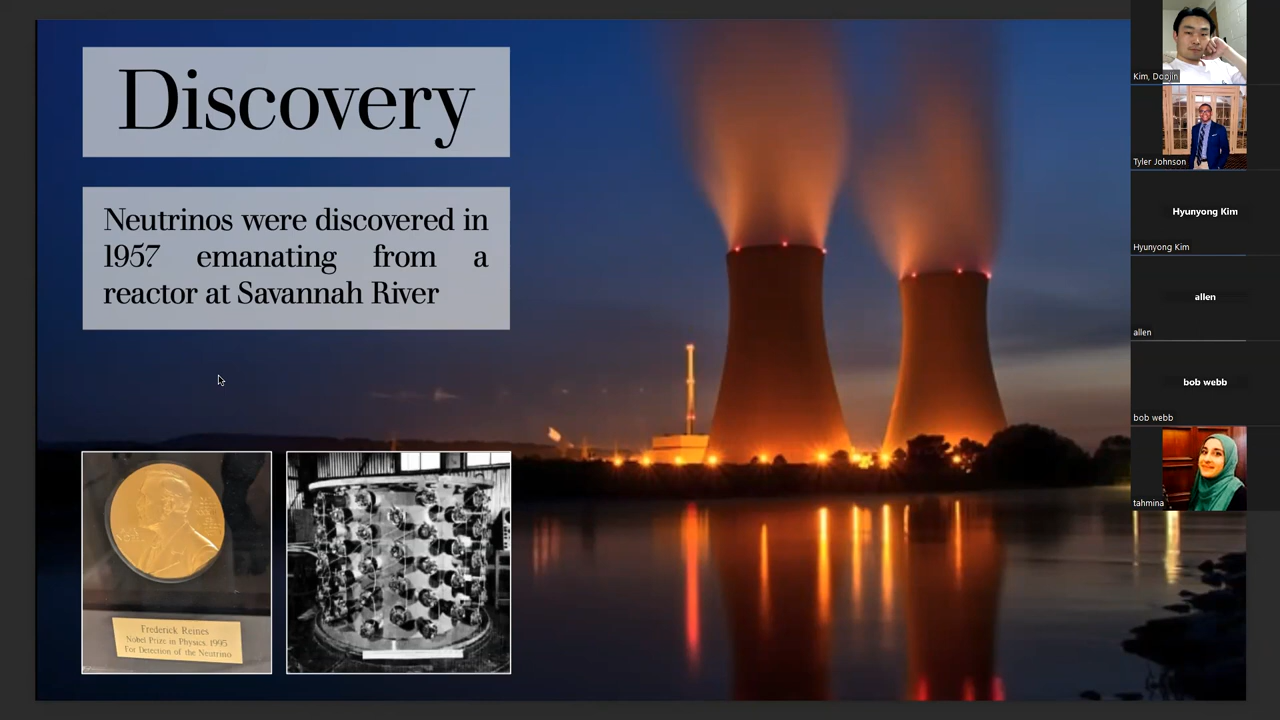 Discovery
Neutrinos were discovered in
1957 emanating from a
reactor at Savannah River
Frederick Reines
Nobel Prize in Physics, 1995
For Detection of the Neutrino
Kim, Doojin
Tyler Johnson
Hyunyong Kim
Hyunyong Kim
allen
allen
bob webb
bob webb
tahmina